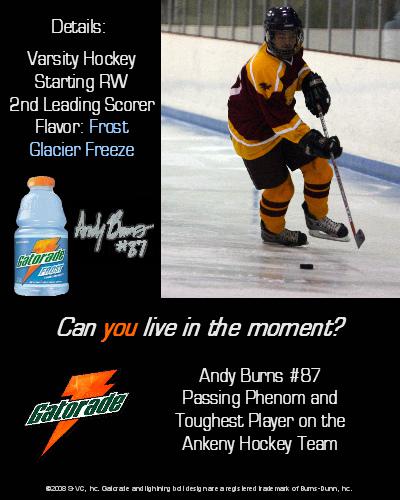 Details:
Varsity Hockey
Starting RW
2nd Leading Scorer
Flavor: Frost
Glacier Freeze
Gatorade
FROST
Andy Burns
#87
Can you live in the moment?
Gatorade
Andy Burns #87
Passing Phenom and
Toughest Player on the
Ankeny Hockey Team
©2008 S-VC, Inc. Gatorade and lightning bolt design are a registered trademark of Burns-Dunn, Inc.